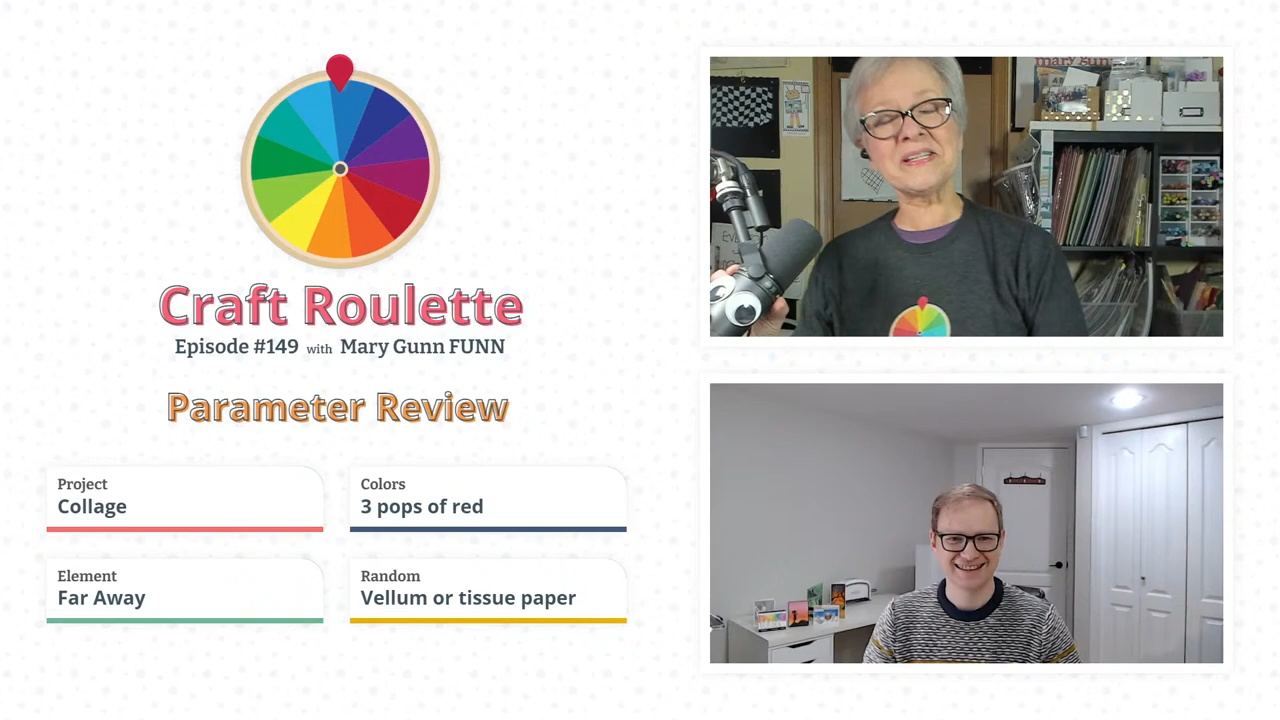 Craft Roulette
Episode #149 with Mary Gunn FUNN
Parameter Review
Project
Collage
Colors
3 pops of red
Element
Far Away
Random
Vellum or tissue paper